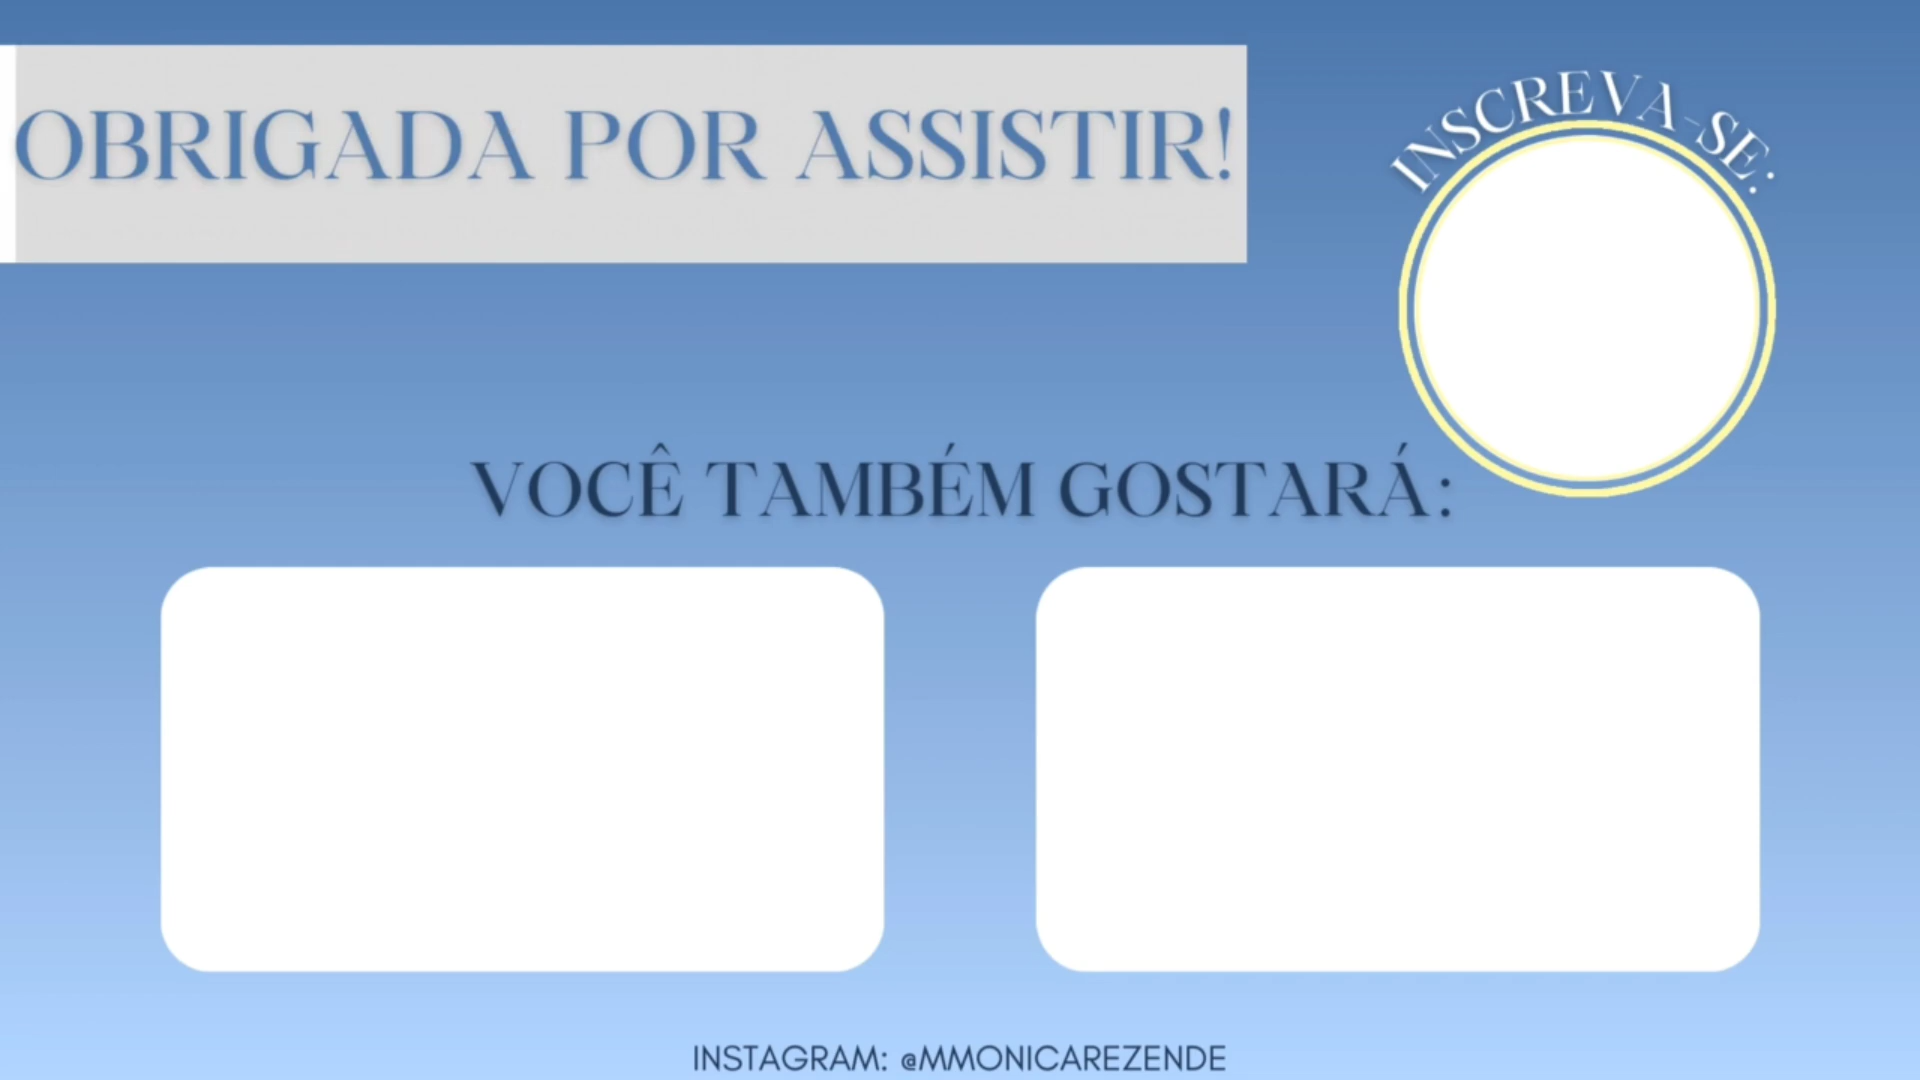 OBRIGADA POR ASSISTIR!
INSCREVA-SE:
VOCÊ TAMBÉM GOSTARÁ:
INSTAGRAM: @MMONICAREZENDE